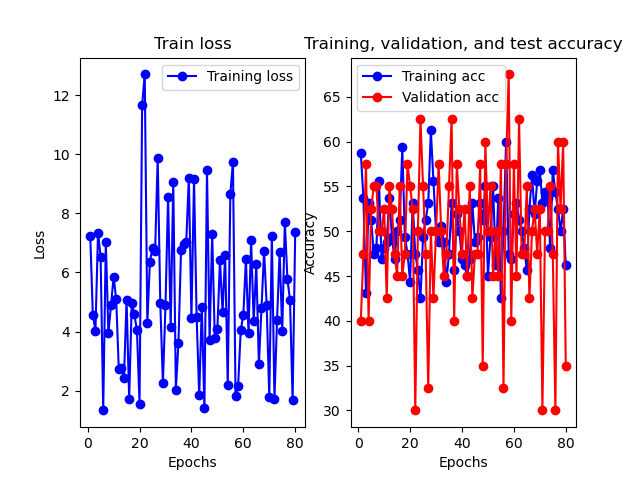 Train loss
Training loss
12
10
8
6
4
2
Loss
0
20
40
60
80
Epochs
Training, validation, and test accuracy
Training acc
Validation acc
65
60
55
50
45
40
35
30
Accuracy
0
20
40
60
80
Epochs